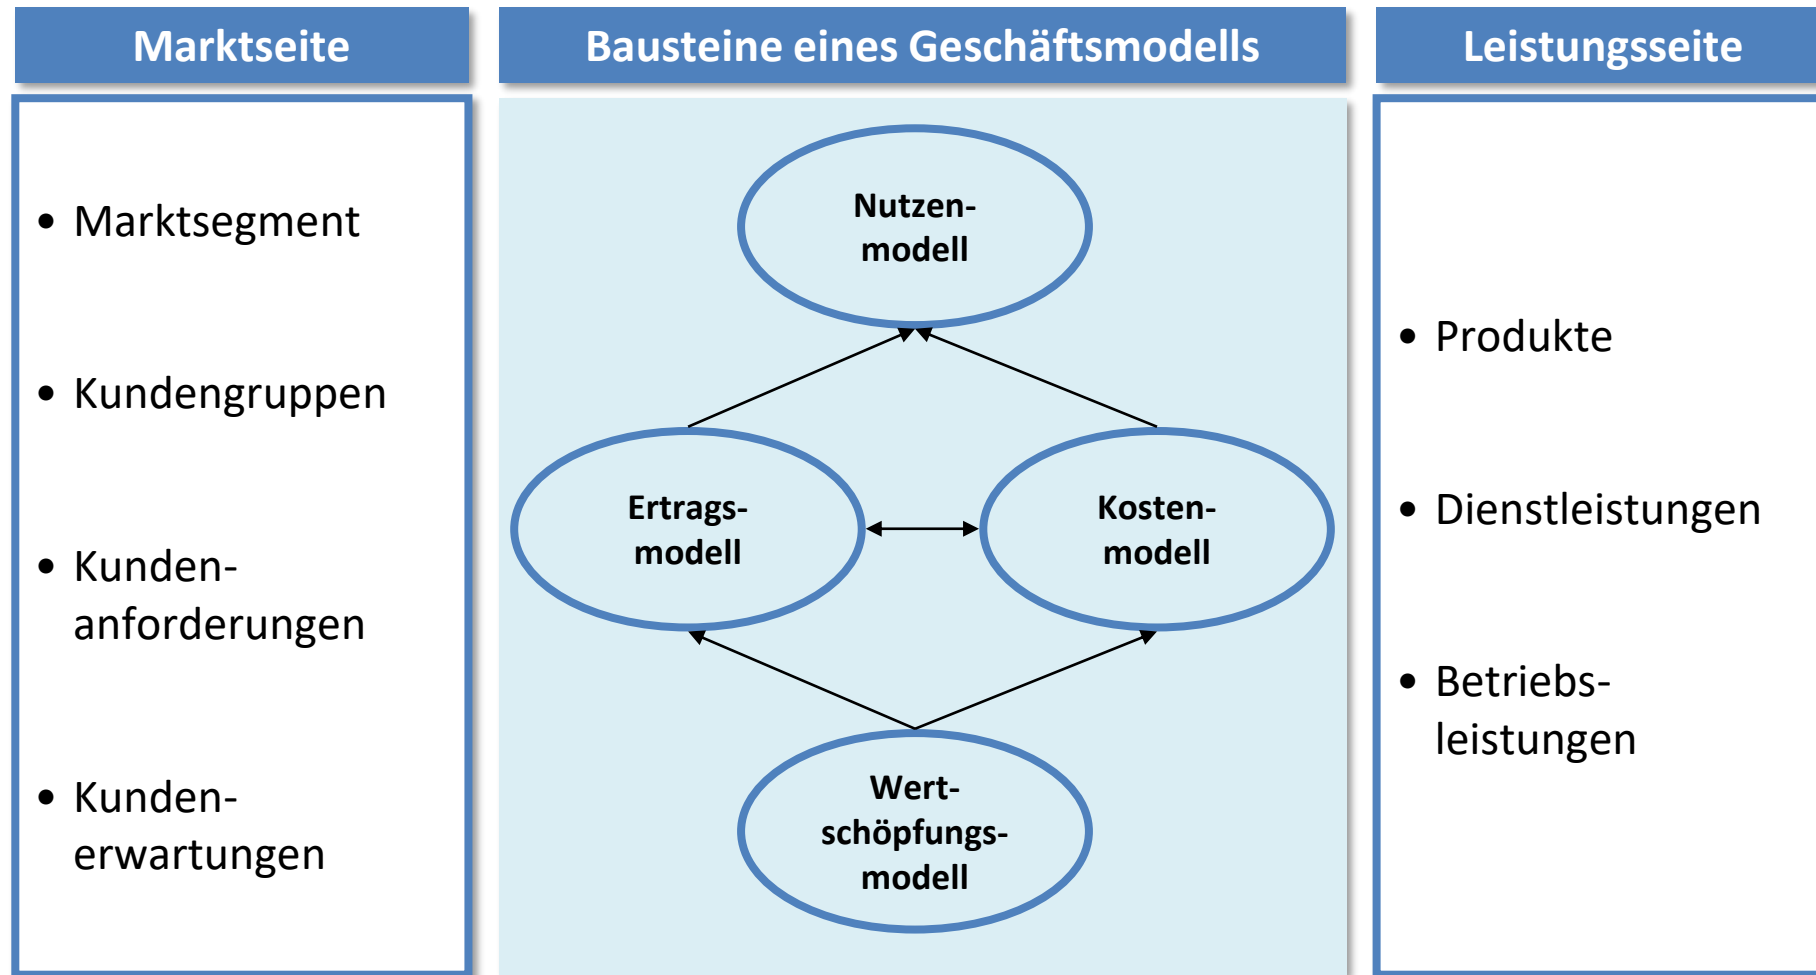 Marktseite
• Marktsegment
• Kundengruppen
• Kunden-
anforderungen
• Kunden-
erwartungen
Bausteine eines Geschäftsmodells
Nutzen-
modell
Ertrags-
modell
Kosten-
modell
Wert-
schöpfungs-
modell
Leistungsseite
• Produkte
• Dienstleistungen
• Betriebs-
leistungen